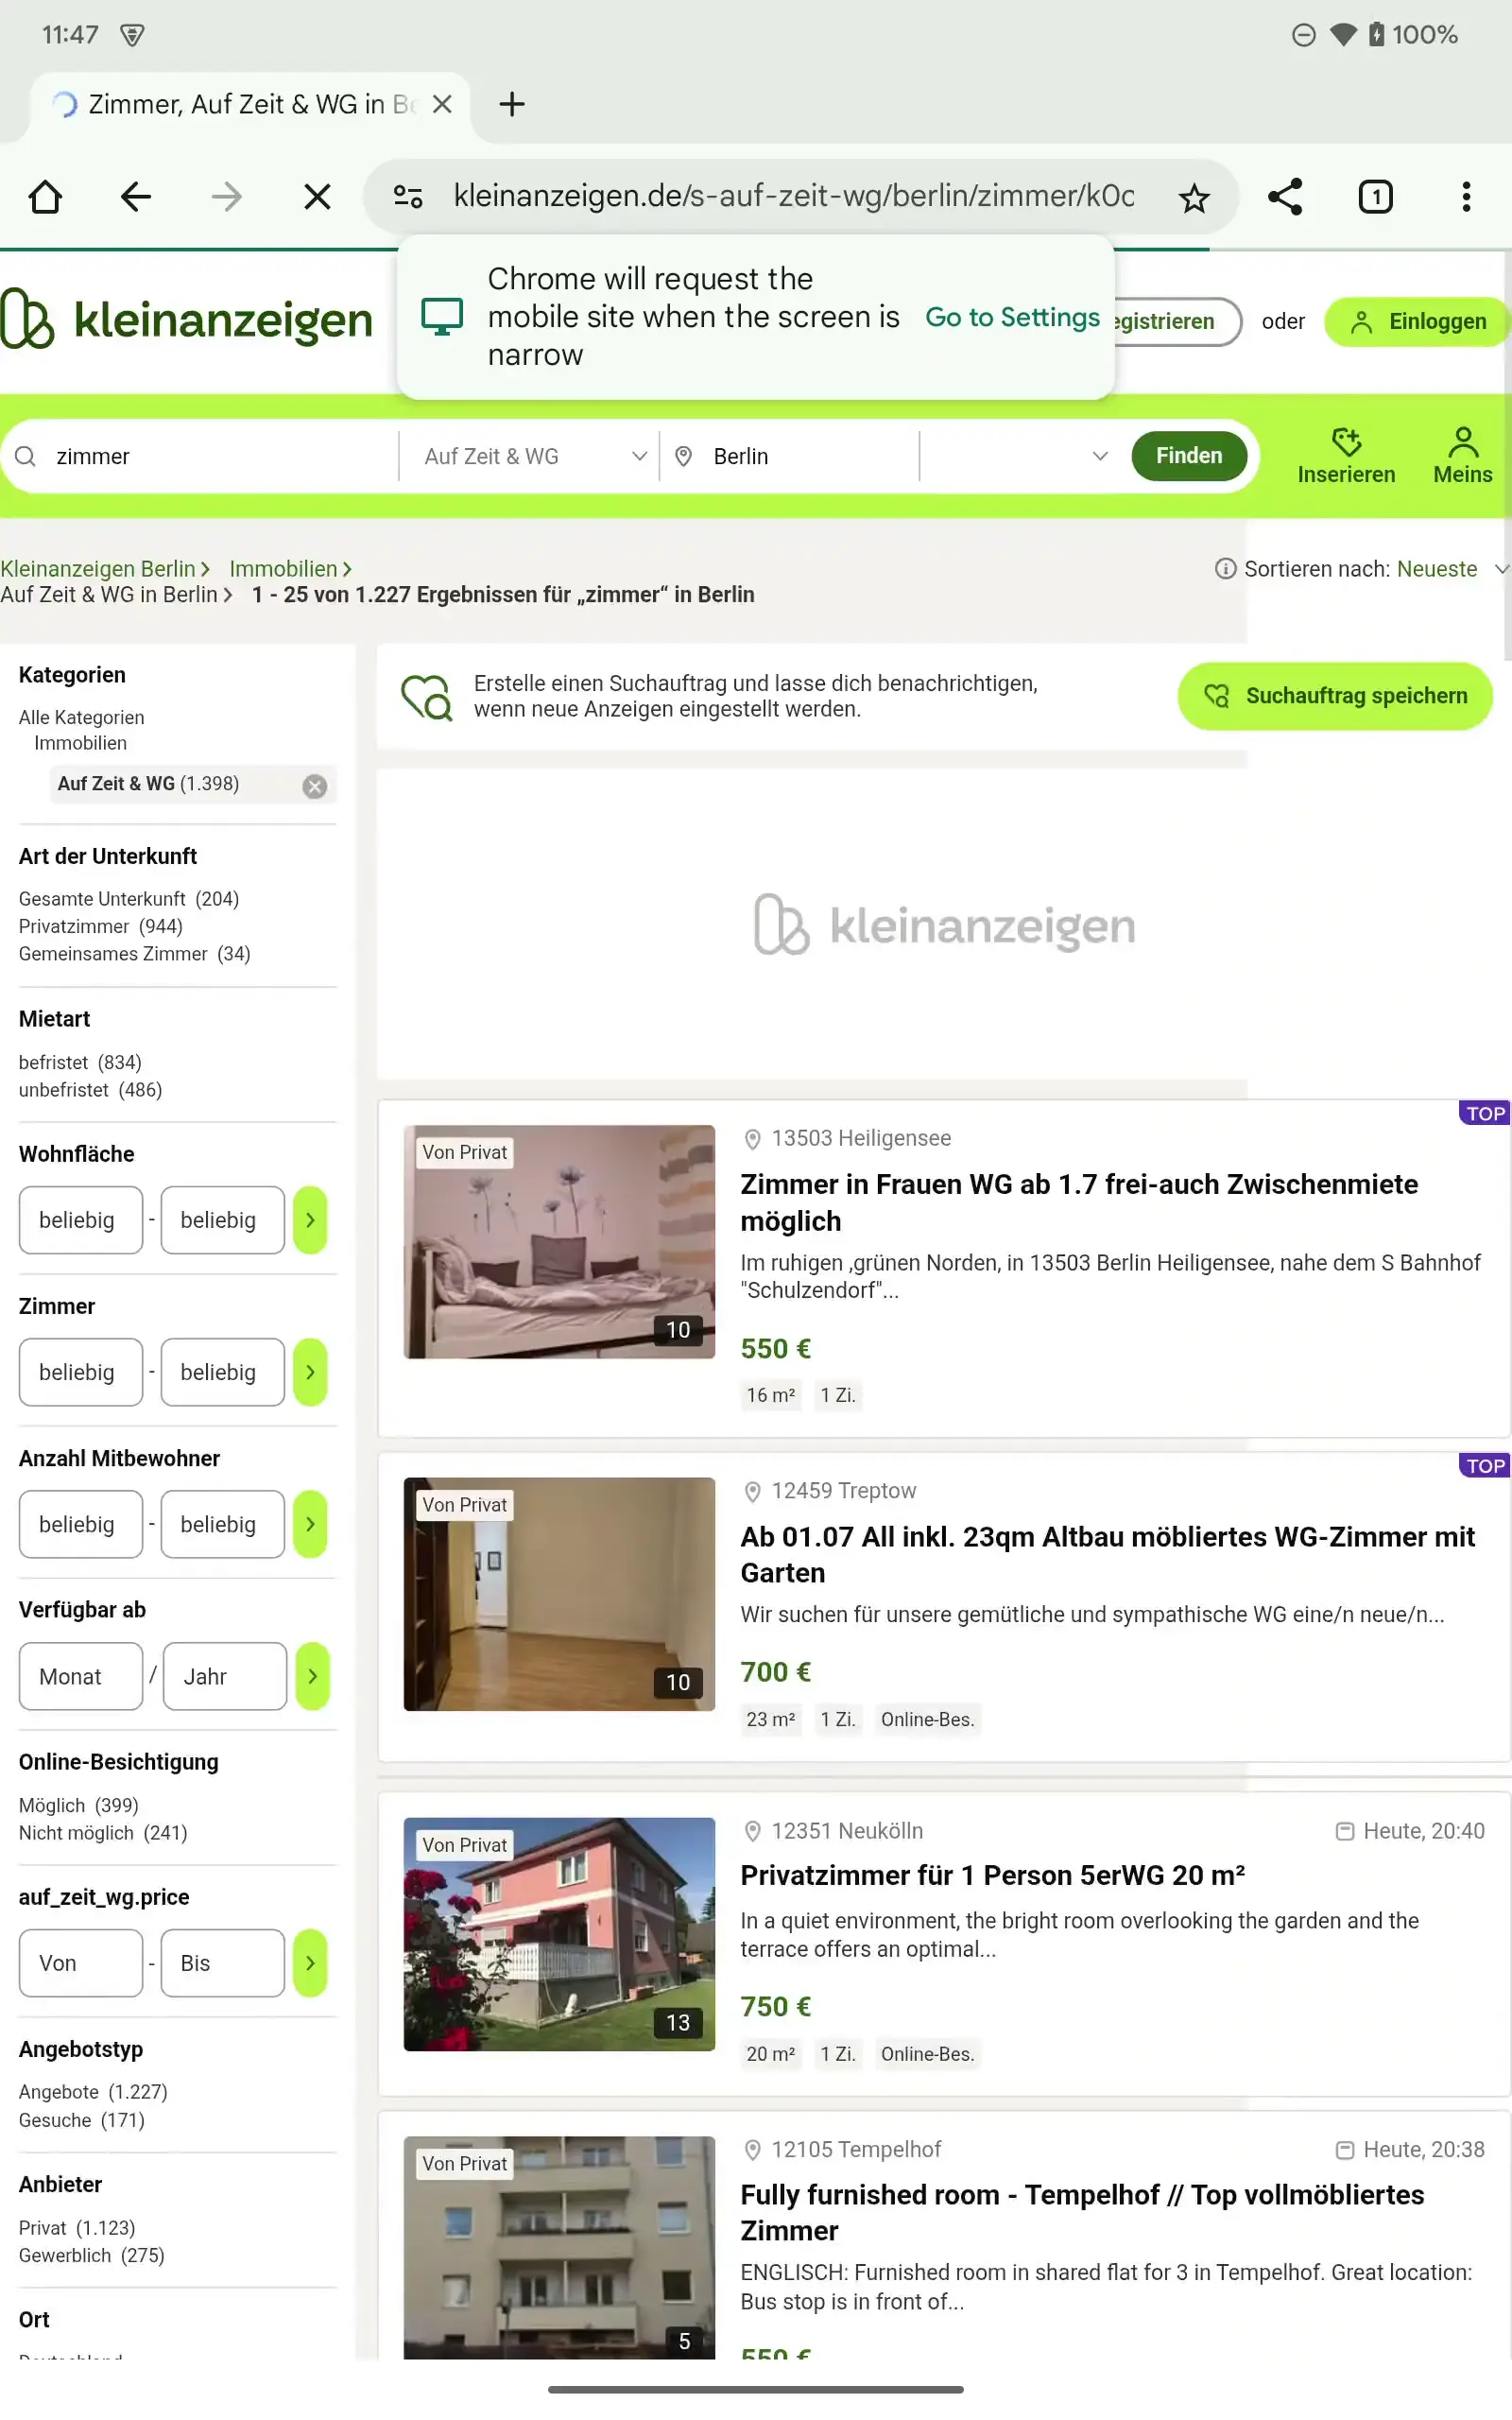 11:47
100%
Zimmer, Auf Zeit & WG in Be
kleinanzeigen.de/s-auf-zeit-wg/berlin/zimmer/k0c
1
Chrome will request the
mobile site when the screen is
narrow
Go to Settings
kleinanzeigen
egistrieren
oder
Einloggen
zimmer
Auf Zeit & WG
Berlin
Finden
Inserieren
Meins
Kleinanzeigen Berlin
Immobilien
Auf Zeit & WG in Berlin
1 - 25 von 1.227 Ergebnissen für „zimmer“ in Berlin
Sortieren nach: Neueste
Kategorien
Alle Kategorien
Immobilien
Auf Zeit & WG (1.398)
Art der Unterkunft
Gesamte Unterkunft (204)
Privatzimmer (944)
Gemeinsames Zimmer (34)
Mietart
befristet (834)
unbefristet (486)
Wohnfläche
beliebig - beliebig
Zimmer
beliebig - beliebig
Anzahl Mitbewohner
beliebig - beliebig
Verfügbar ab
Monat / Jahr
Online-Besichtigung
Möglich (399)
Nicht möglich (241)
auf_zeit_wg.price
Von - Bis
Angebotstyp
Angebote (1.227)
Gesuche (171)
Anbieter
Privat (1.123)
Gewerblich (275)
Ort
Erstelle einen Suchauftrag und lasse dich benachrichtigen,
wenn neue Anzeigen eingestellt werden.
Suchauftrag speichern
kleinanzeigen
TOP
Von Privat
10
13503 Heiligensee
Zimmer in Frauen WG ab 1.7 frei-auch Zwischenmiete
möglich
Im ruhigen ,grünen Norden, in 13503 Berlin Heiligensee, nahe dem S Bahnhof
"Schulzendorf"...
550 €
16 m² 1 Zi.
TOP
Von Privat
10
12459 Treptow
Ab 01.07 All inkl. 23qm Altbau möbliertes WG-Zimmer mit
Garten
Wir suchen für unsere gemütliche und sympathische WG eine/n neue/n...
700 €
23 m² 1 Zi. Online-Bes.
Von Privat
13
12351 Neukölln
Heute, 20:40
Privatzimmer für 1 Person 5erWG 20 m²
In a quiet environment, the bright room overlooking the garden and the
terrace offers an optimal...
750 €
20 m² 1 Zi. Online-Bes.
Von Privat
5
12105 Tempelhof
Heute, 20:38
Fully furnished room - Tempelhof // Top vollmöbliertes
Zimmer
ENGLISCH: Furnished room in shared flat for 3 in Tempelhof. Great location:
Bus stop is in front of...
550 €